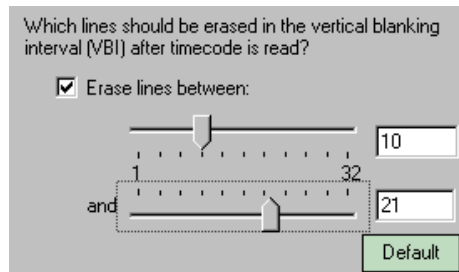 Which lines should be erased in the vertical blanking
interval (VBI) after timecode is read?
Erase lines between:
10
1 32
and 21
Default